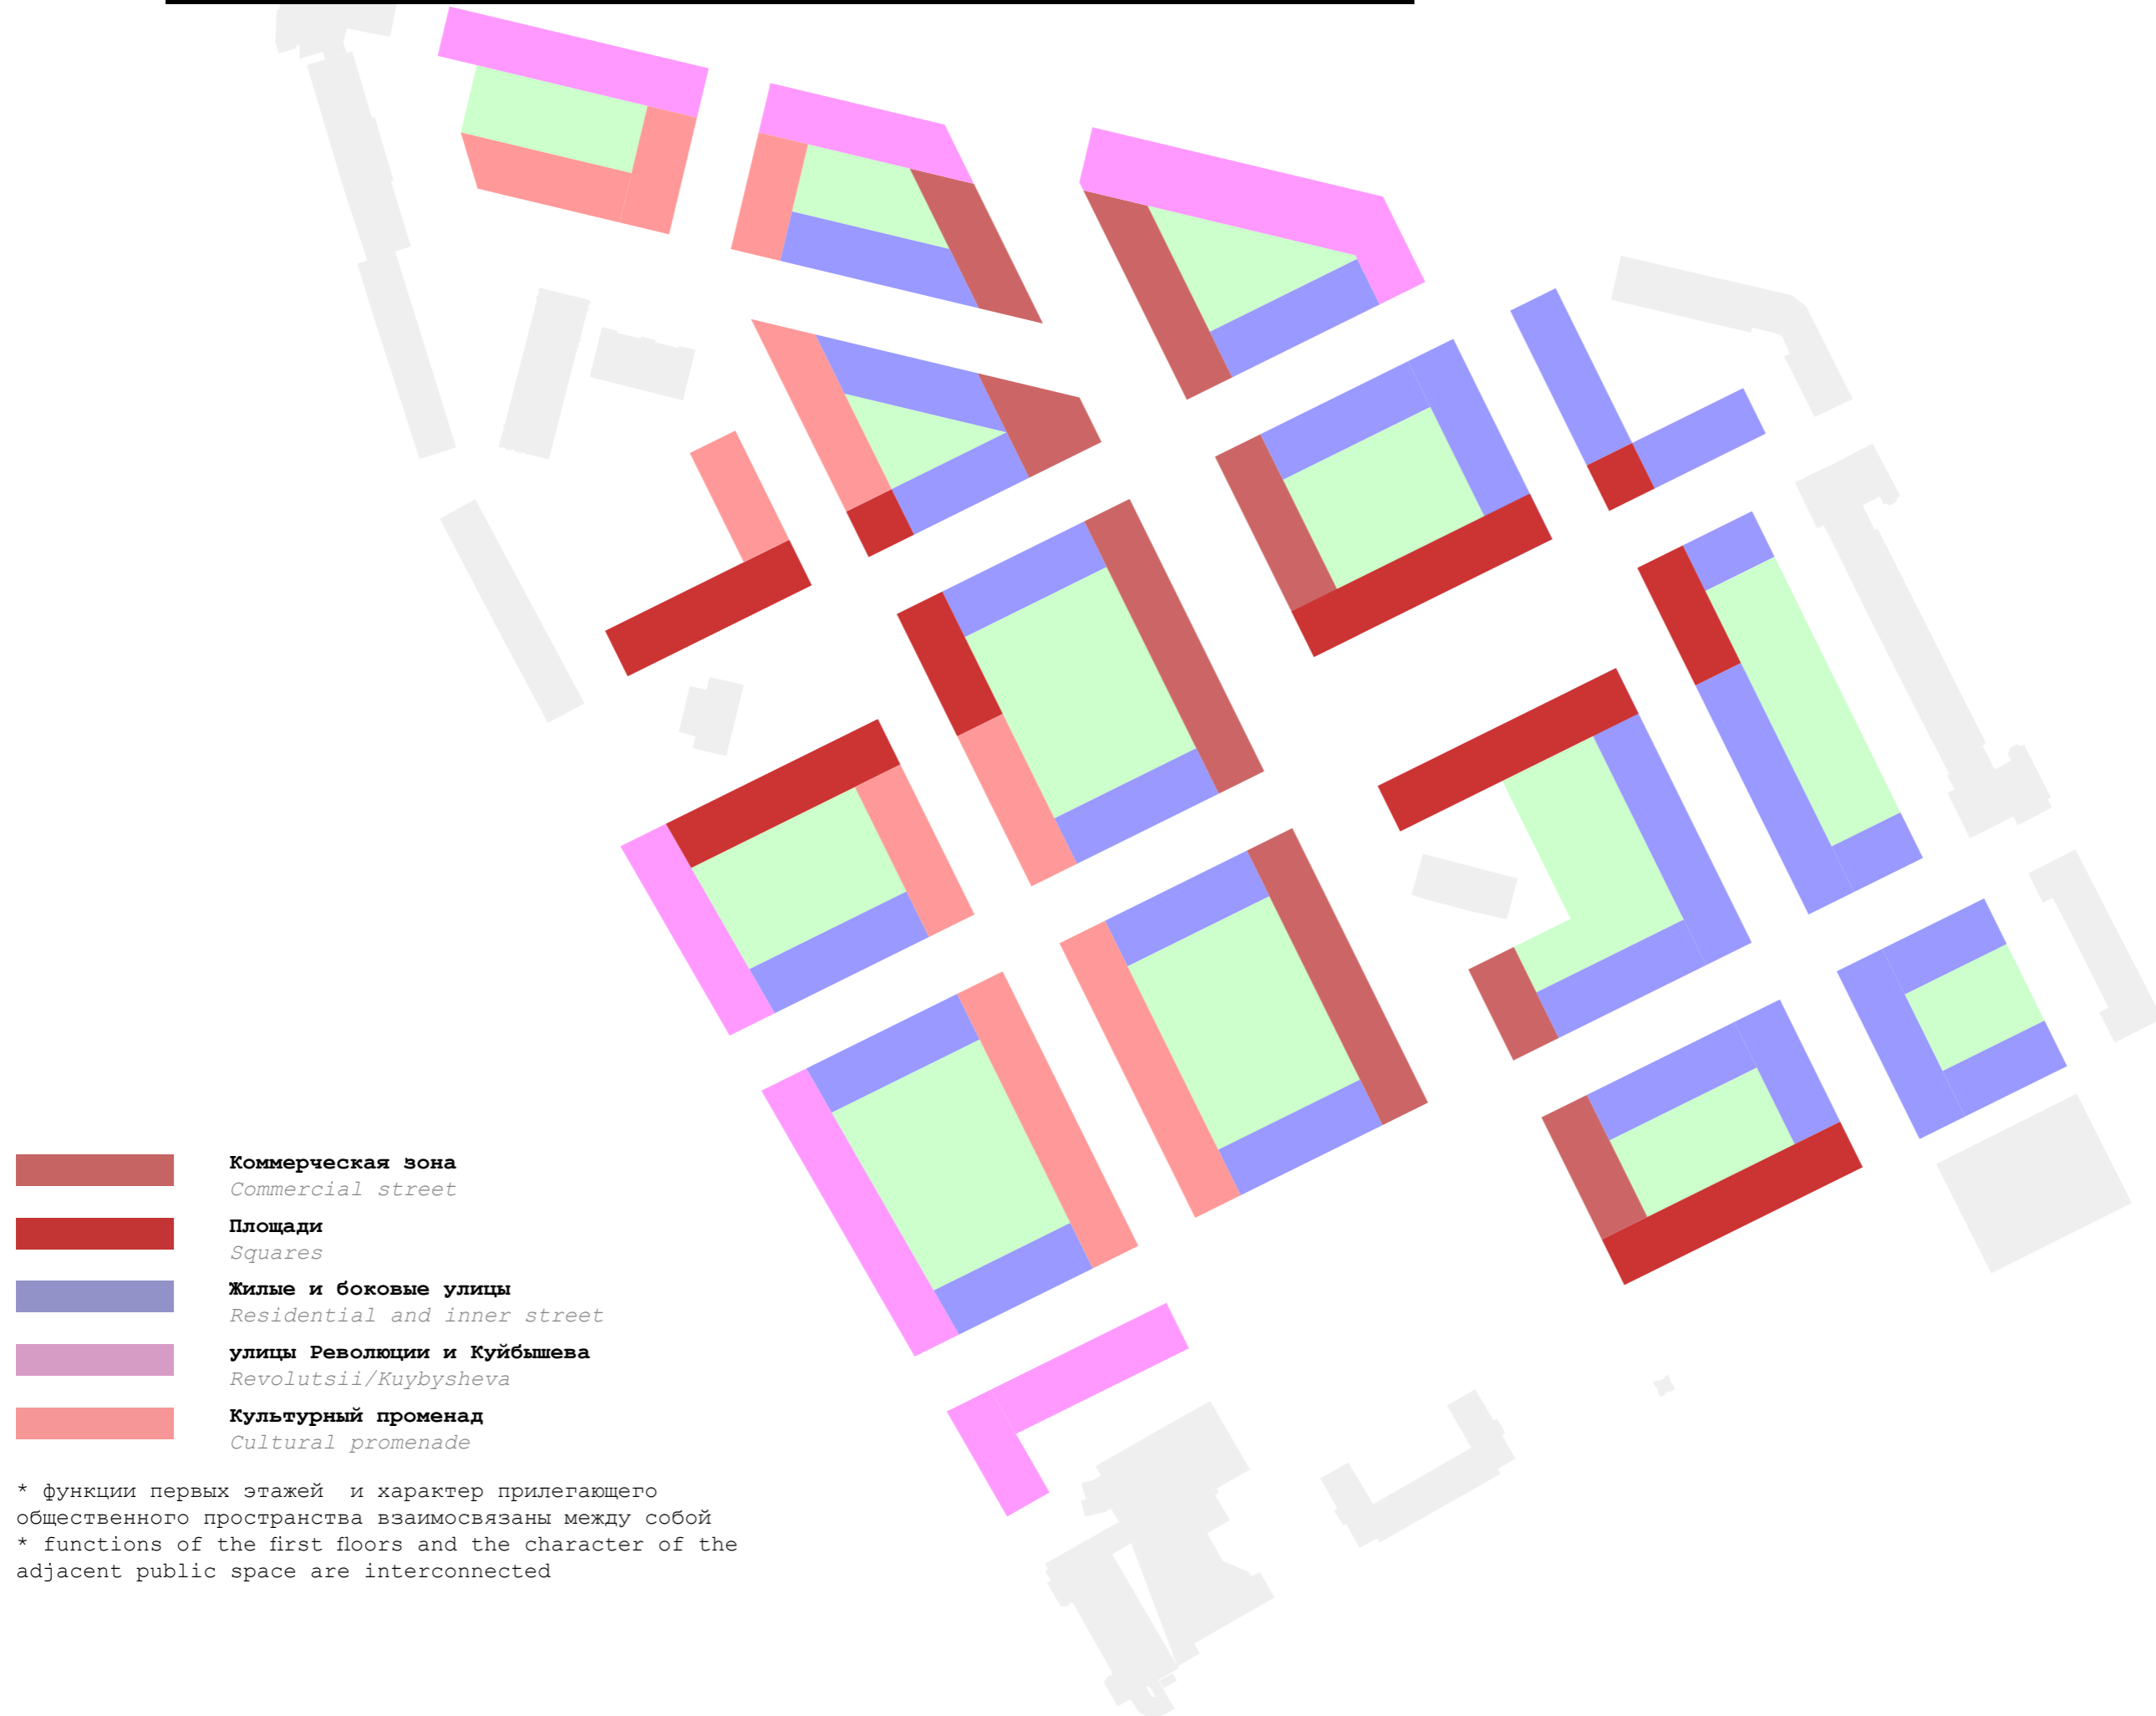 Коммерческая зона
Commercial street
Площади
Squares
Жилые и боковые улицы
Residential and inner street
улицы Революции и Куйбышева
Revolutsii/Kuybysheva
Культурный променад
Cultural promenade
* функции первых этажей и характер прилегающего
общественного пространства взаимосвязаны между собой
* functions of the first floors and the character of the
adjacent public space are interconnected